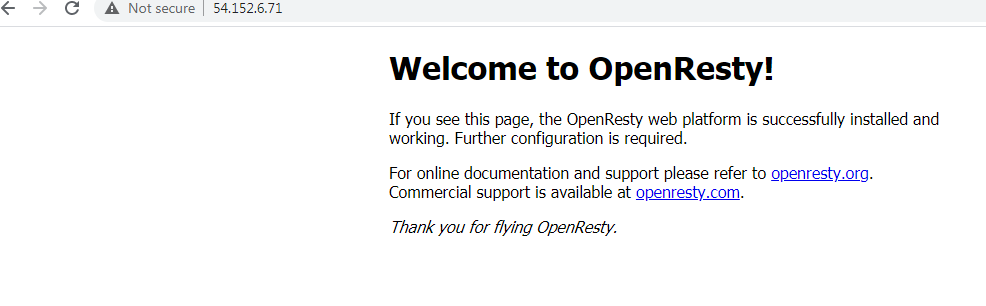 Not secure | 54.152.6.71
Welcome to OpenResty!
If you see this page, the OpenResty web platform is successfully installed and
working. Further configuration is required.
For online documentation and support please refer to openresty.org.
Commercial support is available at openresty.com.
Thank you for flying OpenResty.